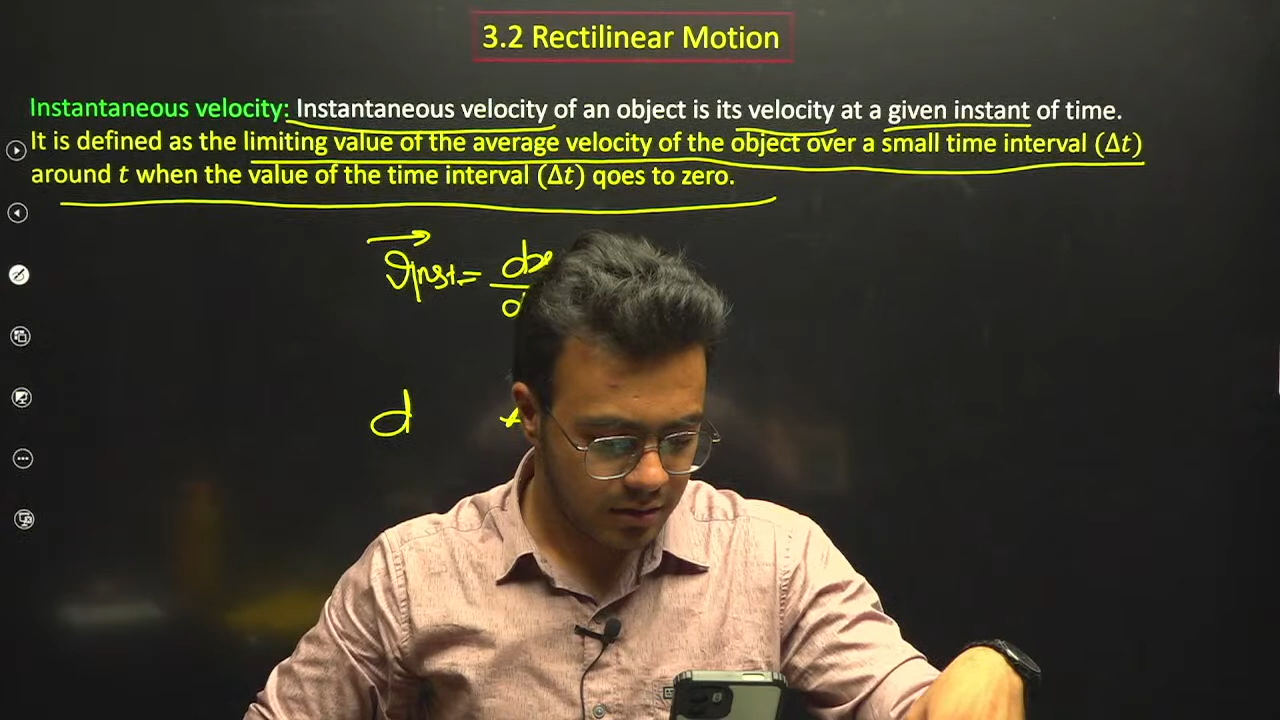 3.2 Rectilinear Motion
Instantaneous velocity: Instantaneous velocity of an object is its velocity at a given instant of time.
It is defined as the limiting value of the average velocity of the object over a small time interval (Δt)
around t when the value of the time interval (Δt) qoes to zero.
v inst = dx
d
d